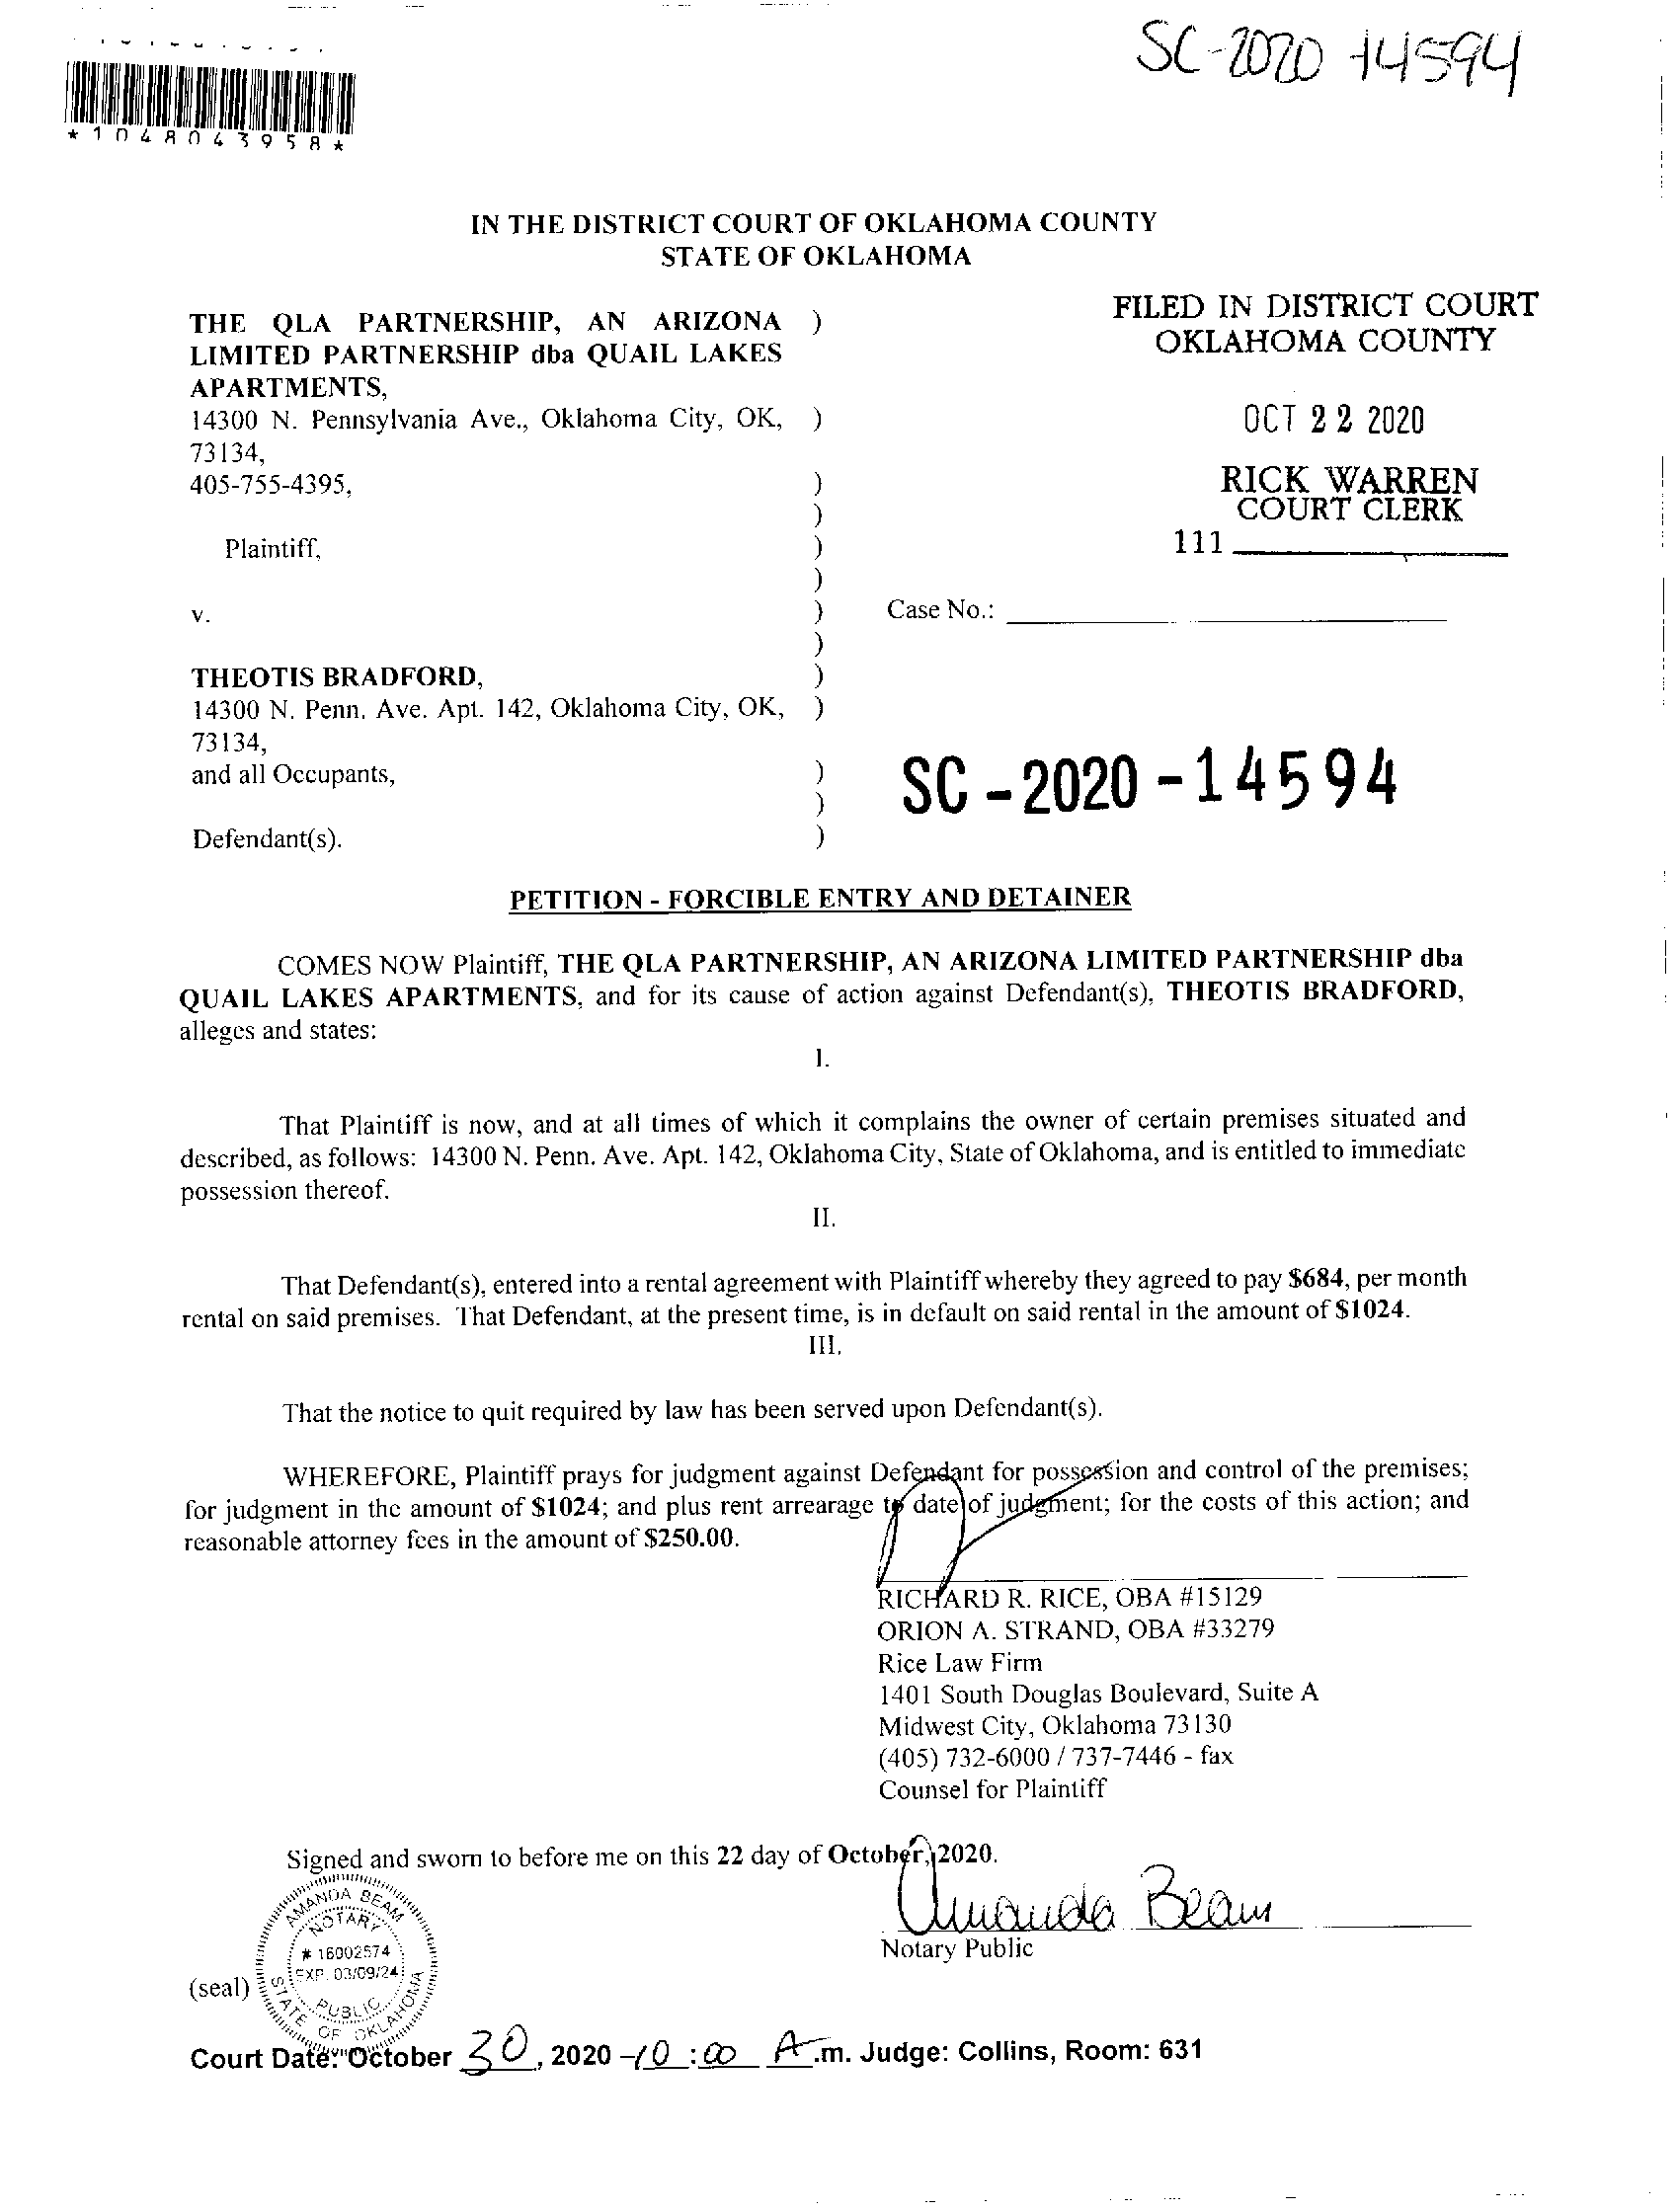 SC-2020-14594
*1048043958*
IN THE DISTRICT COURT OF OKLAHOMA COUNTY
STATE OF OKLAHOMA
THE QLA PARTNERSHIP, AN ARIZONA )
LIMITED PARTNERSHIP dba QUAIL LAKES
APARTMENTS,
14300 N. Pennsylvania Ave., Oklahoma City, OK, )
73134,
405-755-4395, )
)
Plaintiff, )
)
v. )
)
THEOTIS BRADFORD, )
14300 N. Penn. Ave. Apt. 142, Oklahoma City, OK, )
73134,
and all Occupants, )
)
Defendant(s). )
FILED IN DISTRICT COURT
OKLAHOMA COUNTY
OCT 22 2020
RICK WARREN
COURT CLERK
111
Case No.:
SC-2020-14594
PETITION - FORCIBLE ENTRY AND DETAINER
COMES NOW Plaintiff, THE QLA PARTNERSHIP, AN ARIZONA LIMITED PARTNERSHIP dba
QUAIL LAKES APARTMENTS, and for its cause of action against Defendant(s), THEOTIS BRADFORD,
alleges and states:
I.
That Plaintiff is now, and at all times of which it complains the owner of certain premises situated and
described, as follows: 14300 N. Penn. Ave. Apt. 142, Oklahoma City, State of Oklahoma, and is entitled to immediate
possession thereof.
II.
That Defendant(s), entered into a rental agreement with Plaintiff whereby they agreed to pay $684, per month
rental on said premises. That Defendant, at the present time, is in default on said rental in the amount of $1024.
III.
That the notice to quit required by law has been served upon Defendant(s).
WHEREFORE, Plaintiff prays for judgment against Defendant for possession and control of the premises;
for judgment in the amount of $1024; and plus rent arrearage to date of judgment; for the costs of this action; and
reasonable attorney fees in the amount of $250.00.
RICHARD R. RICE, OBA #15129
ORION A. STRAND, OBA #33279
Rice Law Firm
1401 South Douglas Boulevard, Suite A
Midwest City, Oklahoma 73130
(405) 732-6000 / 737-7446 - fax
Counsel for Plaintiff
Signed and sworn to before me on this 22 day of October, 2020.
Amanda Beam
Notary Public
(seal)
AMANDA BEAM
NOTARY
# 16002574
EXP. 03/09/24
PUBLIC
STATE OF OKLAHOMA
Court Date: October 30, 2020 - 10:00 A.m. Judge: Collins, Room: 631